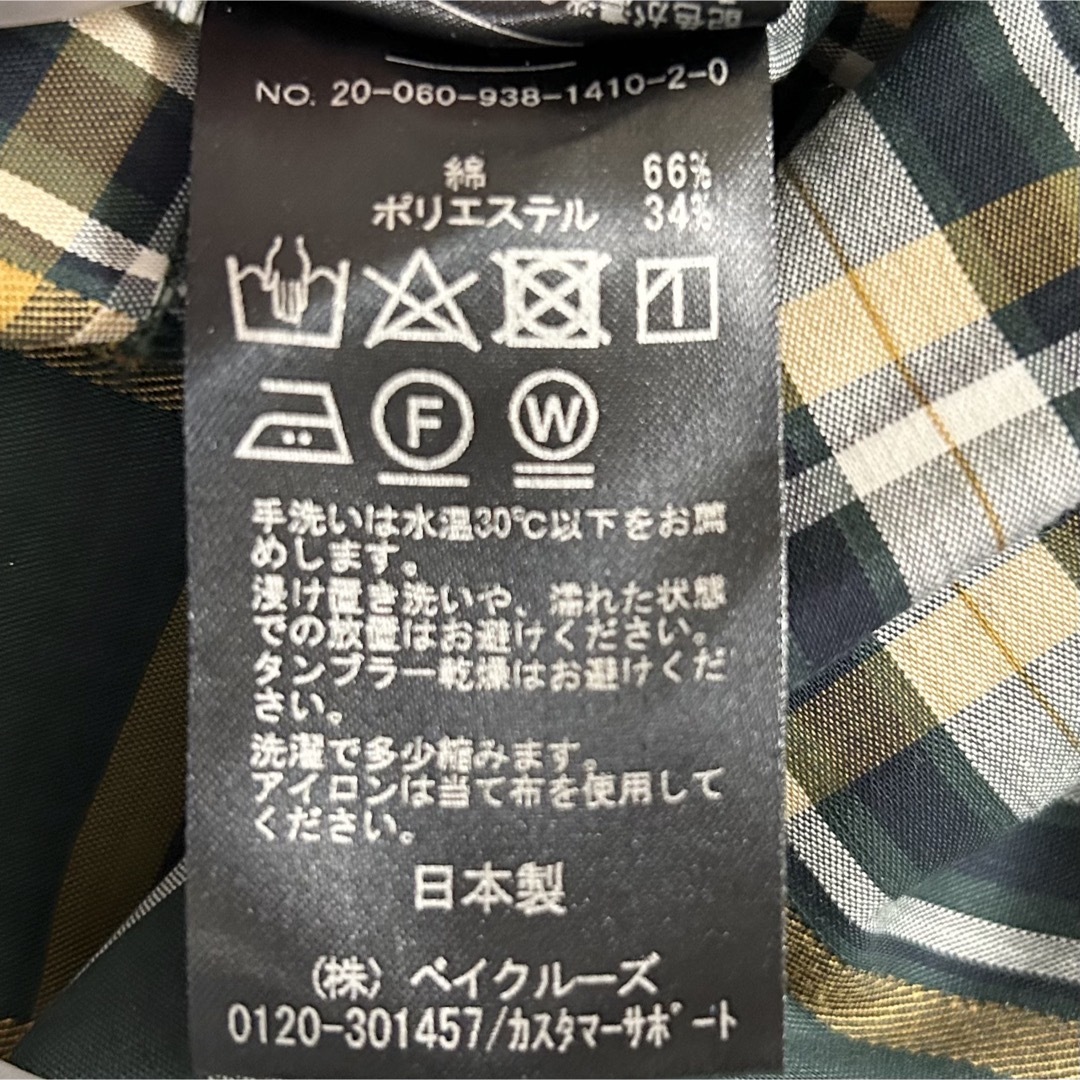 NO. 20-060-938-1410-2-0
綿 66%
ポリエステル 34%
F W
手洗いは水温30℃以下をお薦
めします。
浸け置き洗いや、濡れた状態
での放置はお避けください。
タンブラー乾燥はお避けくだ
さい。
洗濯で多少縮みます。
アイロンは当て布を使用して
ください。
日本製
(株) ベイクルーズ
0120-301457/カスタマーサポート